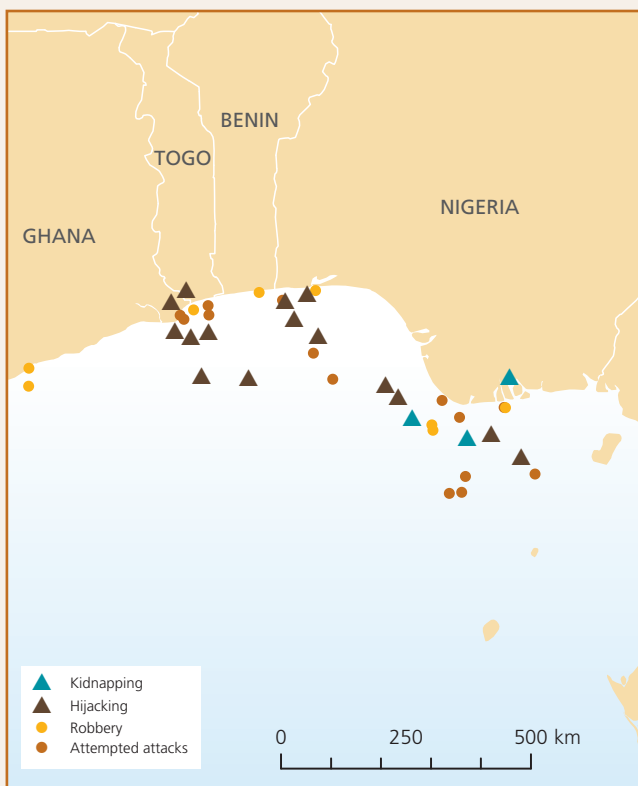 BENIN
TOGO
NIGERIA
GHANA
Kidnapping
Hijacking
Robbery
Attempted attacks
0 250 500 km